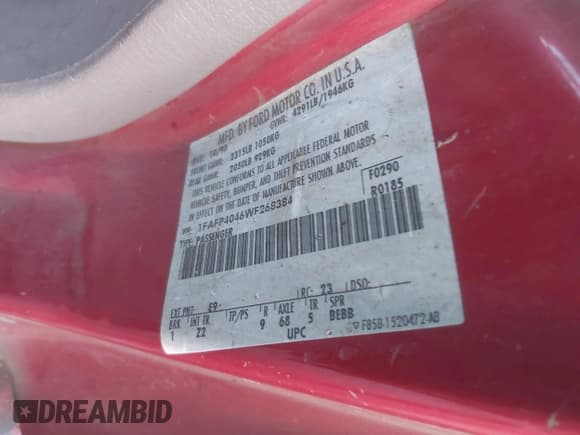 MFD. BY FORD MOTOR CO. IN U.S.A.
GVWR: 4291LB/1946KG
FRONT GAWR: 2315LB 1050KG
REAR GAWR: 2050LB 929KG
THIS VEHICLE CONFORMS TO ALL APPLICABLE FEDERAL MOTOR
VEHICLE SAFETY, BUMPER, AND THEFT PREVENTION STANDARDS
IN EFFECT ON THE DATE OF MANUFACTURE SHOWN ABOVE.
VIN: 1FAFP4046WF268384
TYPE: PASSENGER
F0290
R0185
EXT PNT: E9- RC: 23 DSO:
BRK INT TR TP/PS R AXLE TR SPR
1 Z2 9 68 5 BEBB
UPC
F85B 1520472 AB
DREAMBID